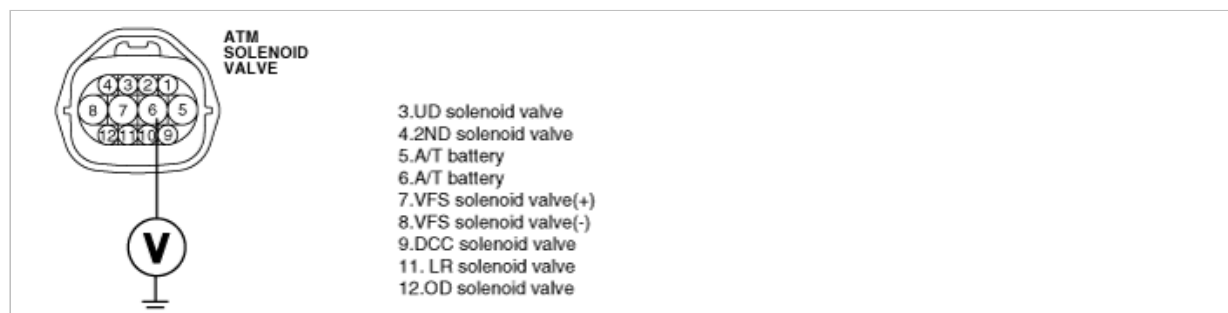 ATM
SOLENOID
VALVE
4 3 2 1
8 7 6 5
12 11 10 9
V
3.UD solenoid valve
4.2ND solenoid valve
5.A/T battery
6.A/T battery
7.VFS solenoid valve(+)
8.VFS solenoid valve(-)
9.DCC solenoid valve
11. LR solenoid valve
12.OD solenoid valve